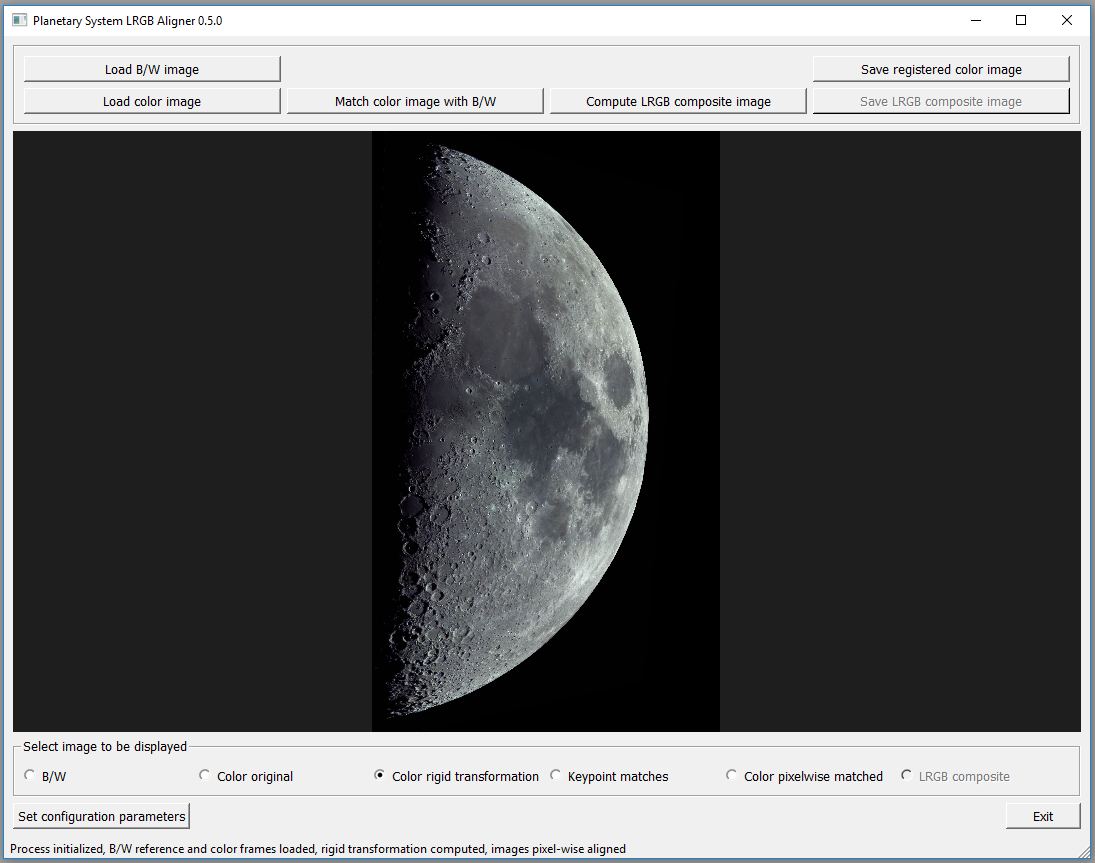 Planetary System LRGB Aligner 0.5.0
Load B/W image
Save registered color image
Load color image
Match color image with B/W
Compute LRGB composite image
Save LRGB composite image
Select image to be displayed
B/W
Color original
Color rigid transformation
Keypoint matches
Color pixelwise matched
LRGB composite
Set configuration parameters
Exit
Process initialized, B/W reference and color frames loaded, rigid transformation computed, images pixel-wise aligned